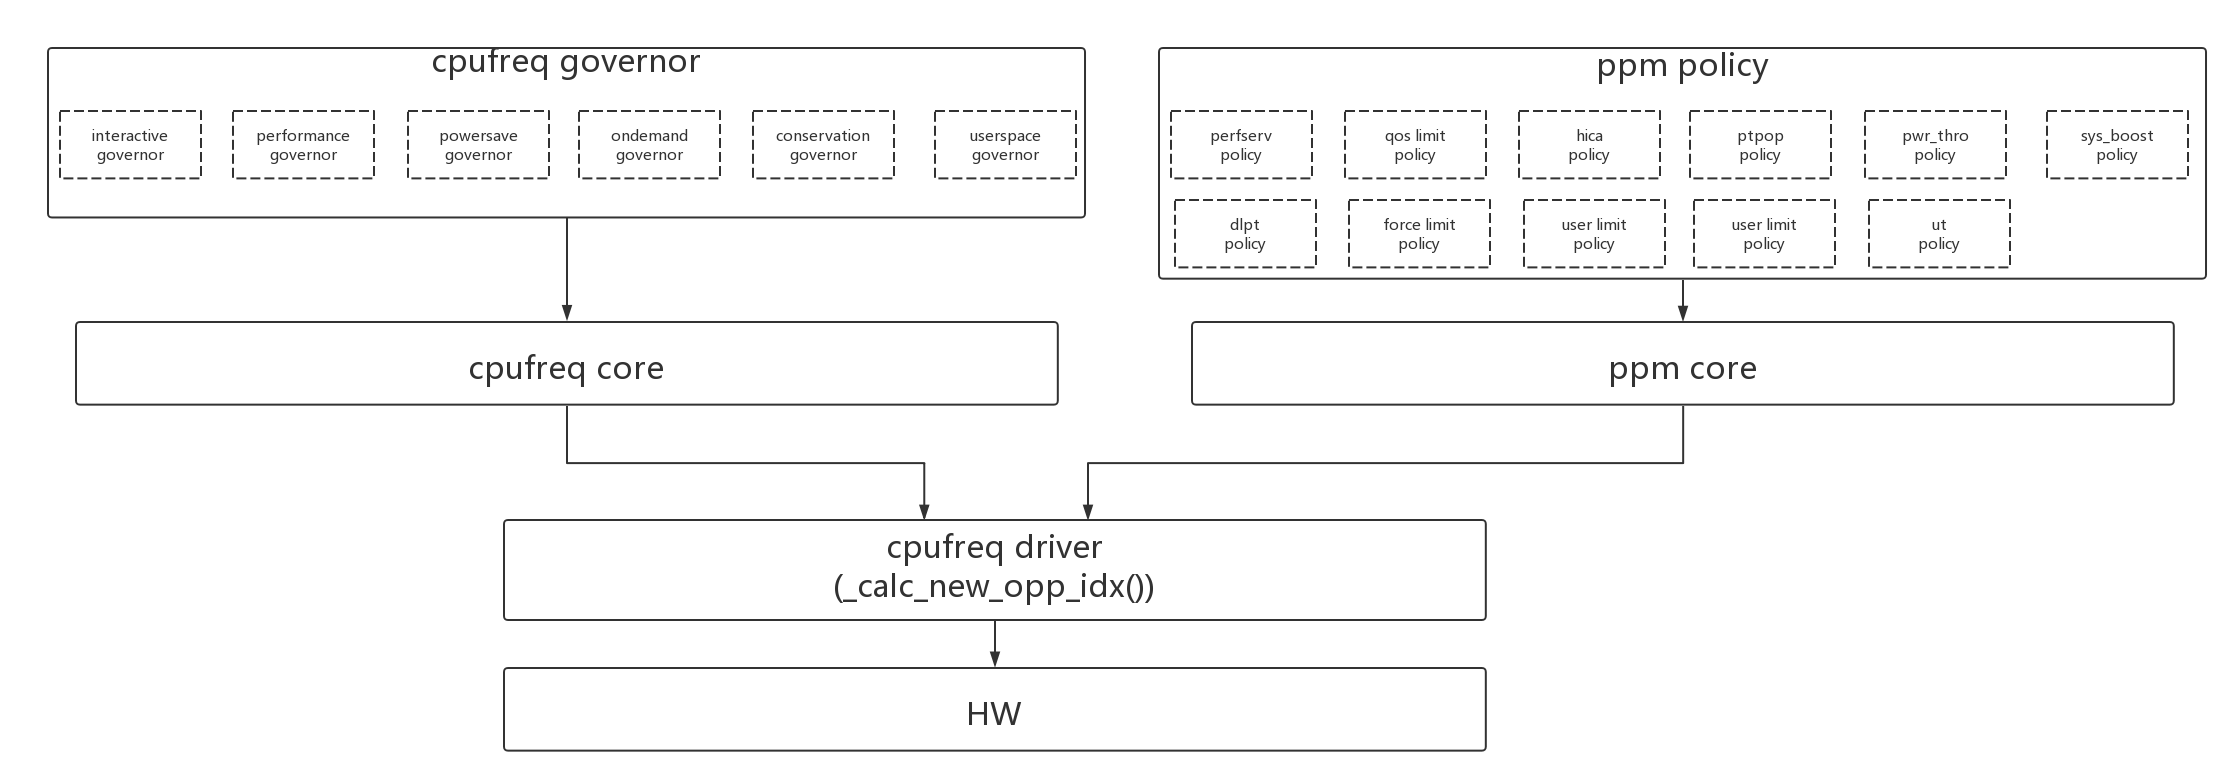 cpufreq governor
interactive
governor
performance
governor
powersave
governor
ondemand
governor
conservation
governor
userspace
governor
ppm policy
perfserv
policy
qos limit
policy
hica
policy
ptpop
policy
pwr_thro
policy
sys_boost
policy
dlpt
policy
force limit
policy
user limit
policy
user limit
policy
ut
policy
cpufreq core
ppm core
cpufreq driver
(_calc_new_opp_idx())
HW